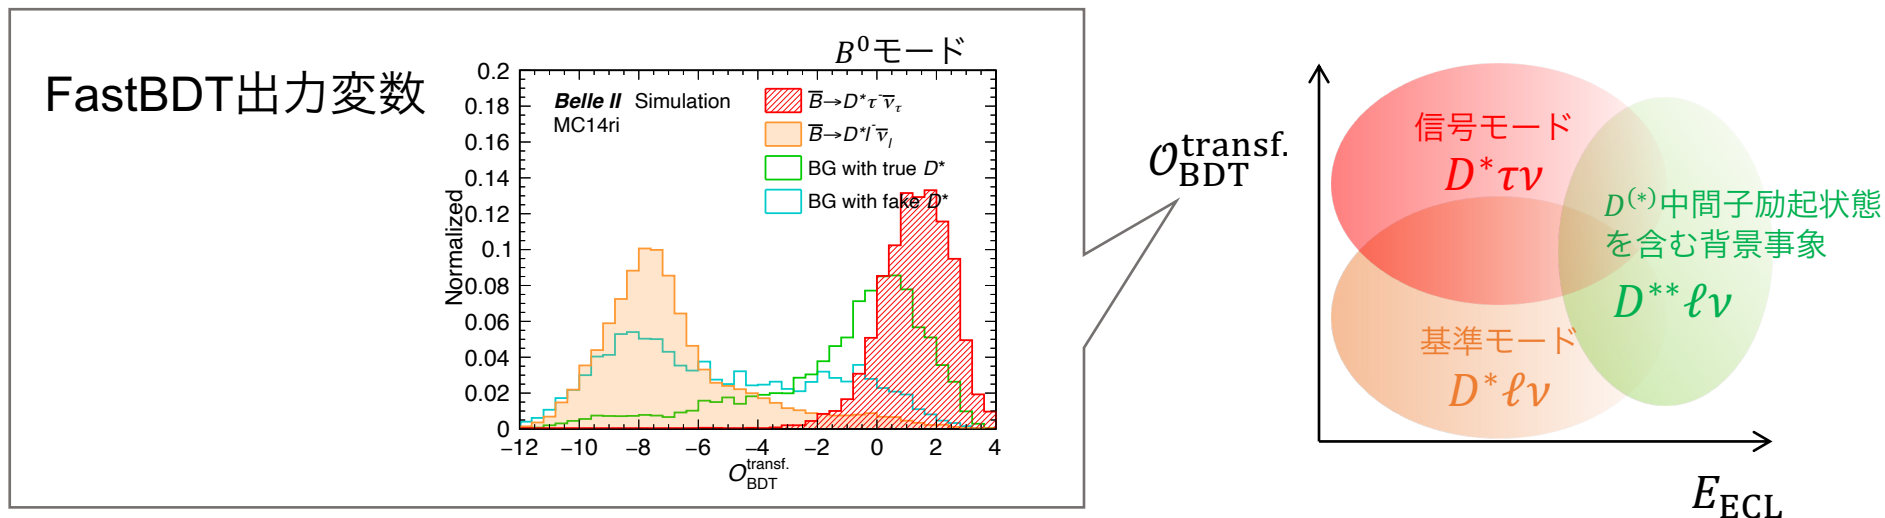 FastBDT出力変数
B⁰モード
Belle II Simulation
MC14ri
B̅→D*τ⁻ν̅_τ
B̅→D*l⁻ν̅_l
BG with true D*
BG with fake D*
Normalized
0.2
0.18
0.16
0.14
0.12
0.1
0.08
0.06
0.04
0.02
0
−12 −10 −8 −6 −4 −2 0 2 4
O_BDT^transf.
𝒪_BDT^transf.
信号モード
D*τν
D⁽*⁾中間子励起状態
を含む背景事象
D**ℓν
基準モード
D*ℓν
E_ECL